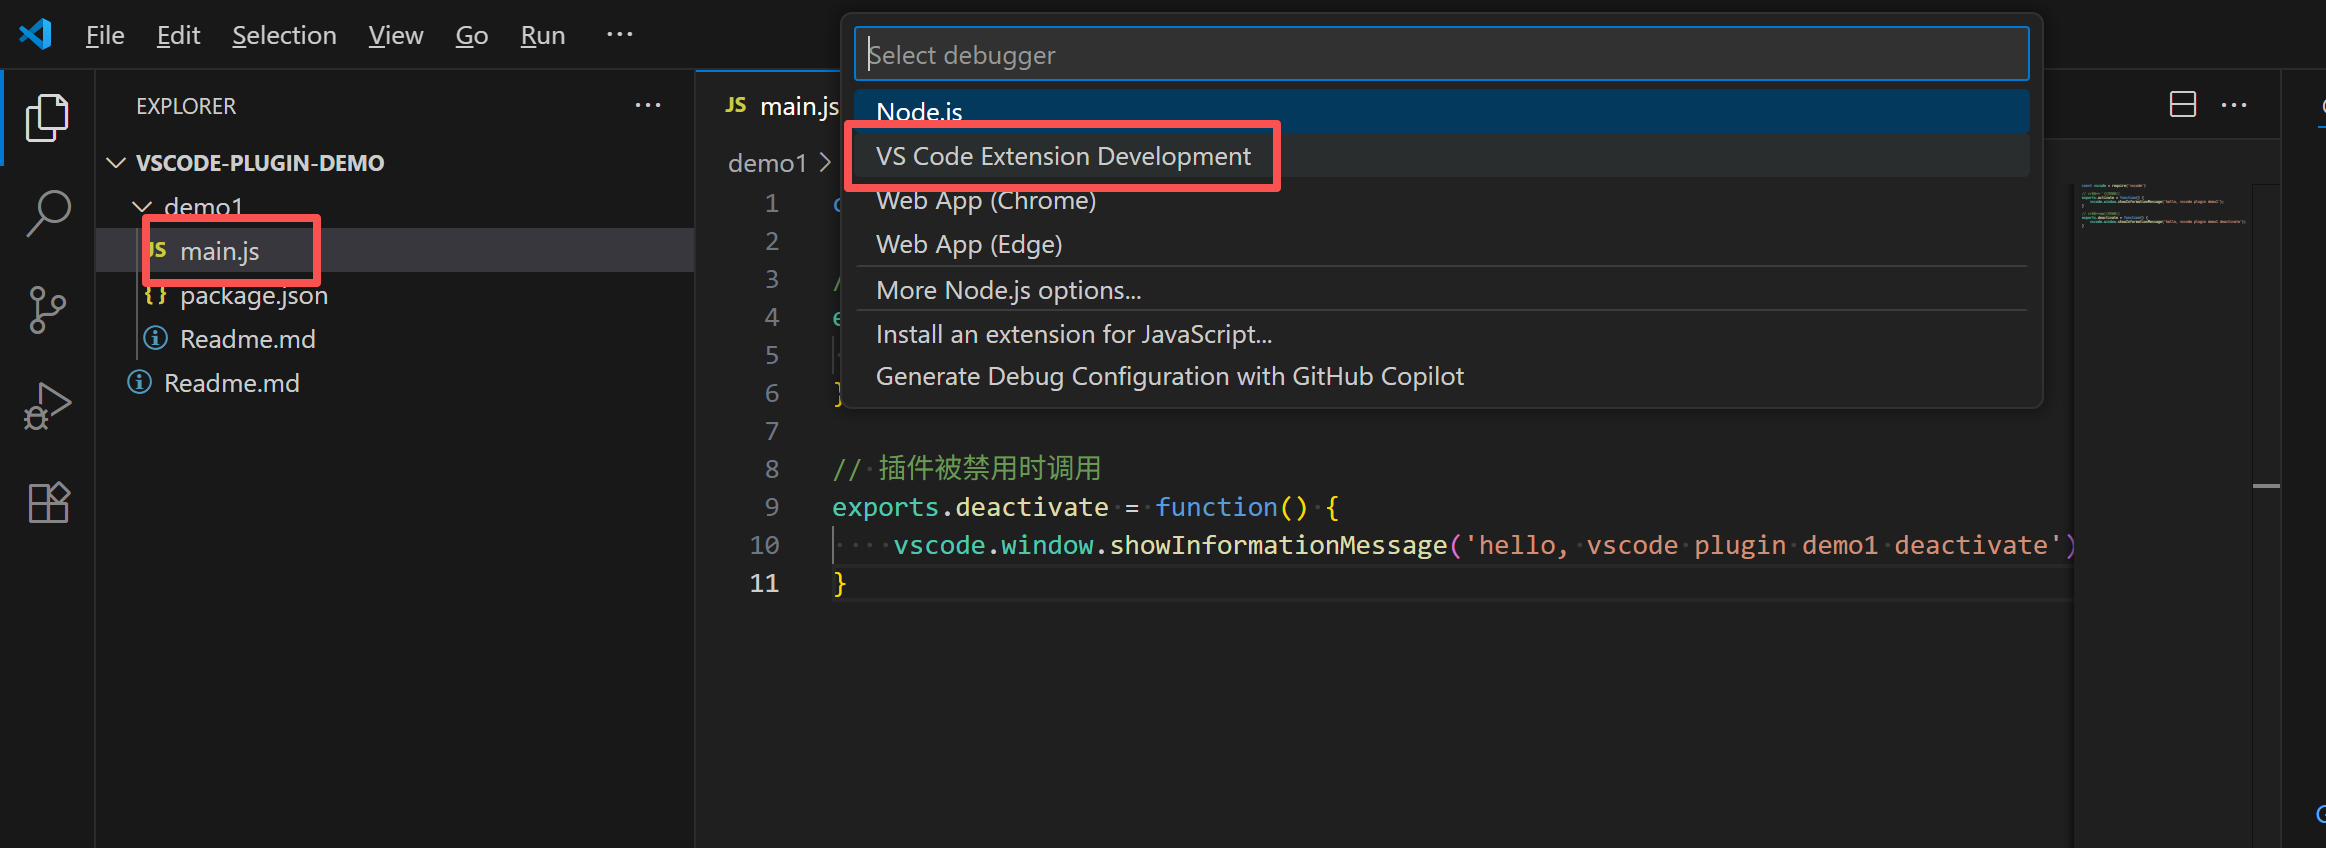 File Edit Selection View Go Run ···
Select debugger
Node.js
VS Code Extension Development
Web App (Chrome)
Web App (Edge)
More Node.js options...
Install an extension for JavaScript...
Generate Debug Configuration with GitHub Copilot
EXPLORER ···
VSCODE-PLUGIN-DEMO
demo1
JS main.js
{} package.json
Readme.md
Readme.md
JS main.js
demo1 >
1
2
3
4
5
6 }
7
8 // 插件被禁用时调用
9 exports.deactivate = function() {
10 vscode.window.showInformationMessage('hello, vscode plugin demo1 deactivate')
11 }